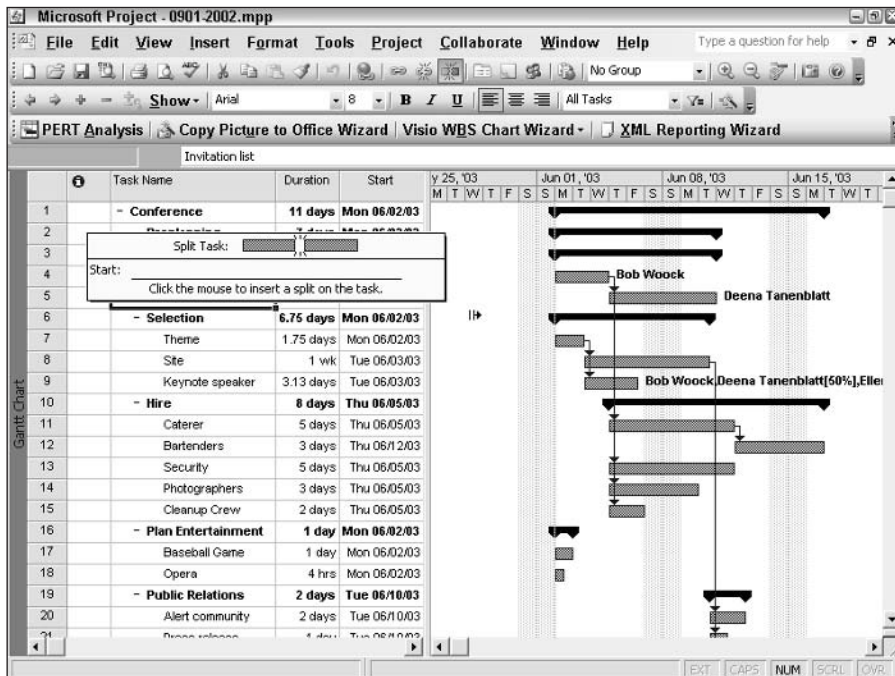 Microsoft Project - 0901-2002.mpp
File Edit View Insert Format Tools Project Collaborate Window Help Type a question for help
No Group
Show Arial 8 B I U All Tasks
PERT Analysis Copy Picture to Office Wizard Visio WBS Chart Wizard XML Reporting Wizard
Invitation list
Task Name Duration Start y 25, '03 Jun 01, '03 Jun 08, '03 Jun 15, '03
M T W T F S S M T W T F S S M T W T F S S M T W T
1 - Conference 11 days Mon 06/02/03
2
3
Split Task:
4 Bob Woock
Start:
Click the mouse to insert a split on the task.
5 Deena Tanenblatt
6 - Selection 6.75 days Mon 06/02/03
7 Theme 1.75 days Mon 06/02/03
8 Site 1 wk Tue 06/03/03
9 Keynote speaker 3.13 days Tue 06/03/03 Bob Woock,Deena Tanenblatt[50%],Eller
10 - Hire 8 days Thu 06/05/03
11 Caterer 5 days Thu 06/05/03
12 Bartenders 3 days Thu 06/12/03
13 Security 5 days Thu 06/05/03
14 Photographers 3 days Thu 06/05/03
15 Cleanup Crew 2 days Thu 06/05/03
16 - Plan Entertainment 1 day Mon 06/02/03
17 Baseball Game 1 day Mon 06/02/03
18 Opera 4 hrs Mon 06/02/03
19 - Public Relations 2 days Tue 06/10/03
20 Alert community 2 days Tue 06/10/03
Gantt Chart
EXT CAPS NUM SCRL OVR